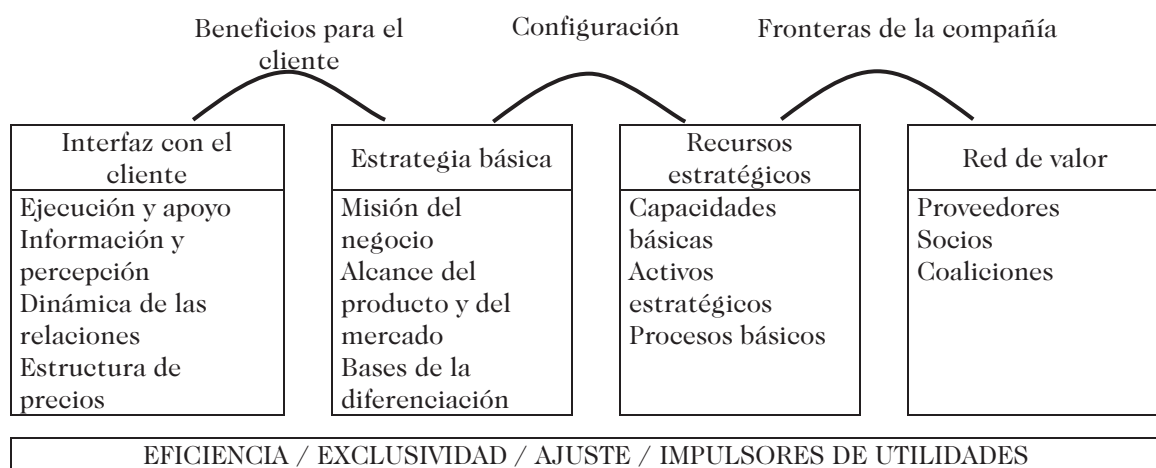 Beneficios para el
cliente
Configuración
Fronteras de la compañía
Interfaz con el
cliente
Ejecución y apoyo
Información y
percepción
Dinámica de las
relaciones
Estructura de
precios
Estrategia básica
Misión del
negocio
Alcance del
producto y del
mercado
Bases de la
diferenciación
Recursos
estratégicos
Capacidades
básicas
Activos
estratégicos
Procesos básicos
Red de valor
Proveedores
Socios
Coaliciones
EFICIENCIA / EXCLUSIVIDAD / AJUSTE / IMPULSORES DE UTILIDADES